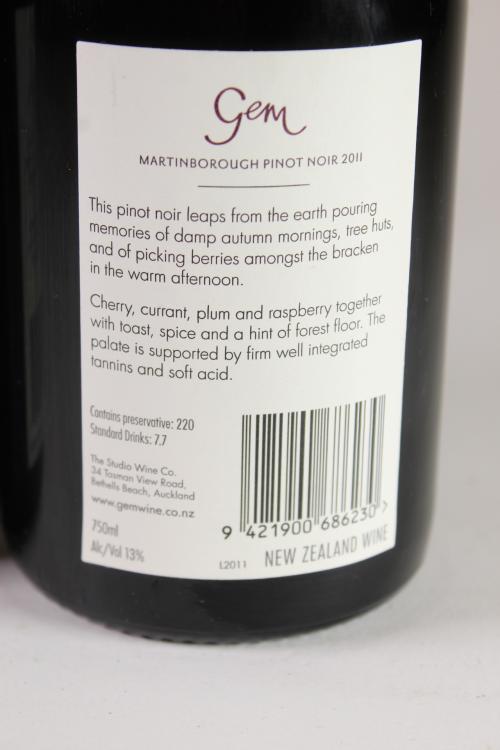 Gem
MARTINBOROUGH PINOT NOIR 2011
This pinot noir leaps from the earth pouring
memories of damp autumn mornings, tree huts,
and of picking berries amongst the bracken
in the warm afternoon.
Cherry, currant, plum and raspberry together
with toast, spice and a hint of forest floor. The
palate is supported by firm well integrated
tannins and soft acid.
Contains preservative: 220
Standard Drinks: 7.7
The Studio Wine Co.
34 Tasman View Road,
Bethells Beach, Auckland
www.gemwine.co.nz
750ml
Alc/Vol 13%
9 421900 686230 >
L2011 NEW ZEALAND WINE